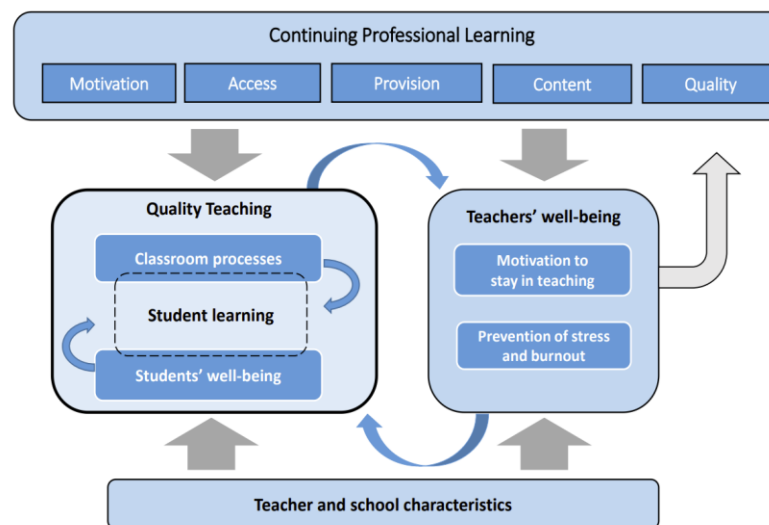 Continuing Professional Learning
Motivation
Access
Provision
Content
Quality
Quality Teaching
Classroom processes
Student learning
Students' well-being
Teachers' well-being
Motivation to
stay in teaching
Prevention of stress
and burnout
Teacher and school characteristics